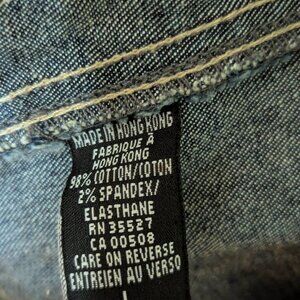 MADE IN HONG KONG
FABRIQUE À
HONG KONG
98% COTTON/COTON
2% SPANDEX/
ELASTHANE
RN 35527
CA 00508
CARE ON REVERSE
ENTREIEN AU VERSO